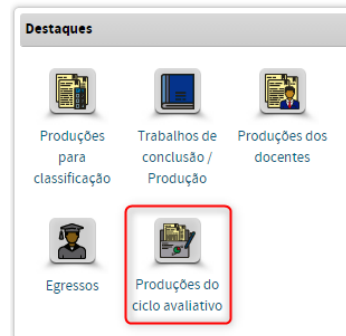 Destaques
Produções
para
classificação
Trabalhos de
conclusão /
Produção
Produções dos
docentes
Egressos
Produções do
ciclo avaliativo